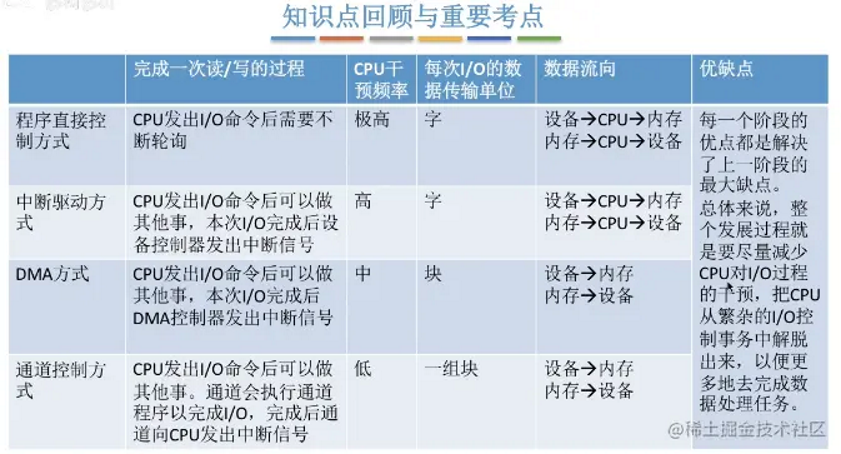 知识点回顾与重要考点
完成一次读/写的过程
CPU干
预频率
每次I/O的数
据传输单位
数据流向
优缺点
程序直接控
制方式
CPU发出I/O命令后需要不
断轮询
极高
字
设备→CPU→内存
内存→CPU→设备
中断驱动方
式
CPU发出I/O命令后可以做
其他事，本次I/O完成后设
备控制器发出中断信号
高
字
设备→CPU→内存
内存→CPU→设备
DMA方式
CPU发出I/O命令后可以做
其他事，本次I/O完成后
DMA控制器发出中断信号
中
块
设备→内存
内存→设备
通道控制方
式
CPU发出I/O命令后可以做
其他事。通道会执行通道
程序以完成I/O，完成后通
道向CPU发出中断信号
低
一组块
设备→内存
内存→设备
每一个阶段的
优点都是解决
了上一阶段的
最大缺点。
总体来说，整
个发展过程就
是要尽量减少
CPU对I/O过程
的干预，把CPU
从繁杂的I/O控
制事务中解脱
出来，以便更
多地去完成数
据处理任务。
@稀土掘金技术社区